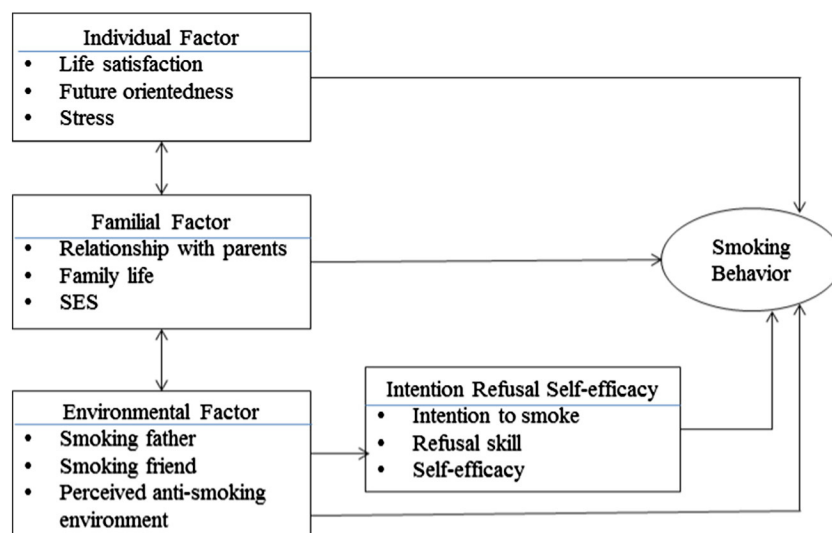 Individual Factor
• Life satisfaction
• Future orientedness
• Stress
Familial Factor
• Relationship with parents
• Family life
• SES
Smoking
Behavior
Environmental Factor
• Smoking father
• Smoking friend
• Perceived anti-smoking
environment
Intention Refusal Self-efficacy
• Intention to smoke
• Refusal skill
• Self-efficacy